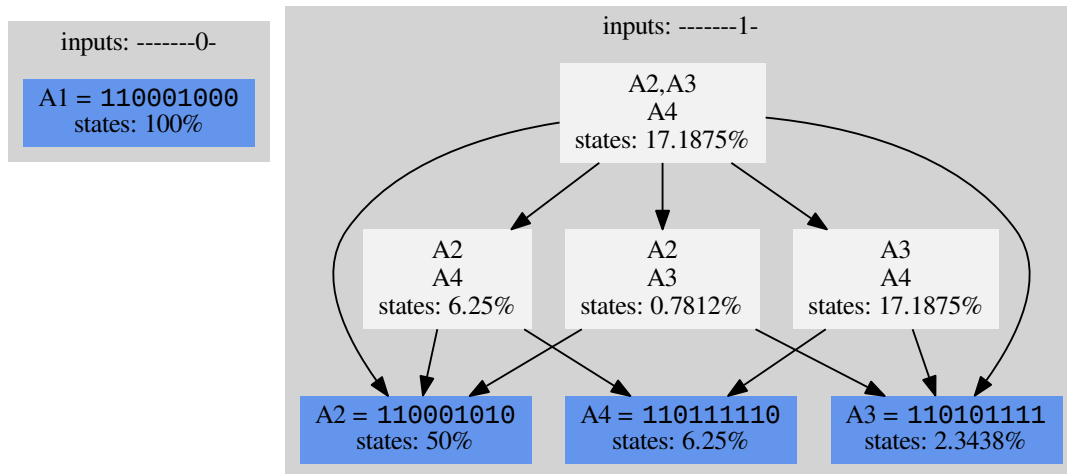 inputs: -------0-
A1 = 110001000
states: 100%
inputs: -------1-
A2,A3
A4
states: 17.1875%
A2
A4
states: 6.25%
A2
A3
states: 0.7812%
A3
A4
states: 17.1875%
A2 = 110001010
states: 50%
A4 = 110111110
states: 6.25%
A3 = 110101111
states: 2.3438%